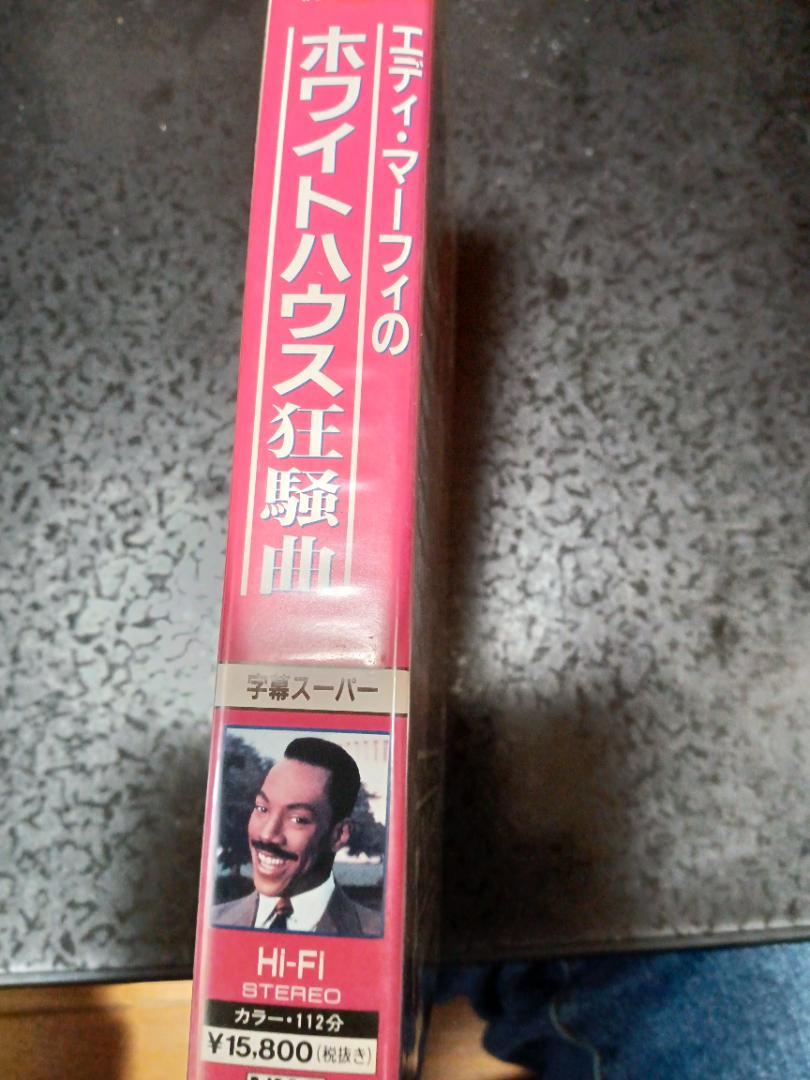 エディ・マーフィの
ホワイトハウス狂騒曲
字幕スーパー
Hi-Fi
STEREO
カラー・112分
¥15,800(税抜き)